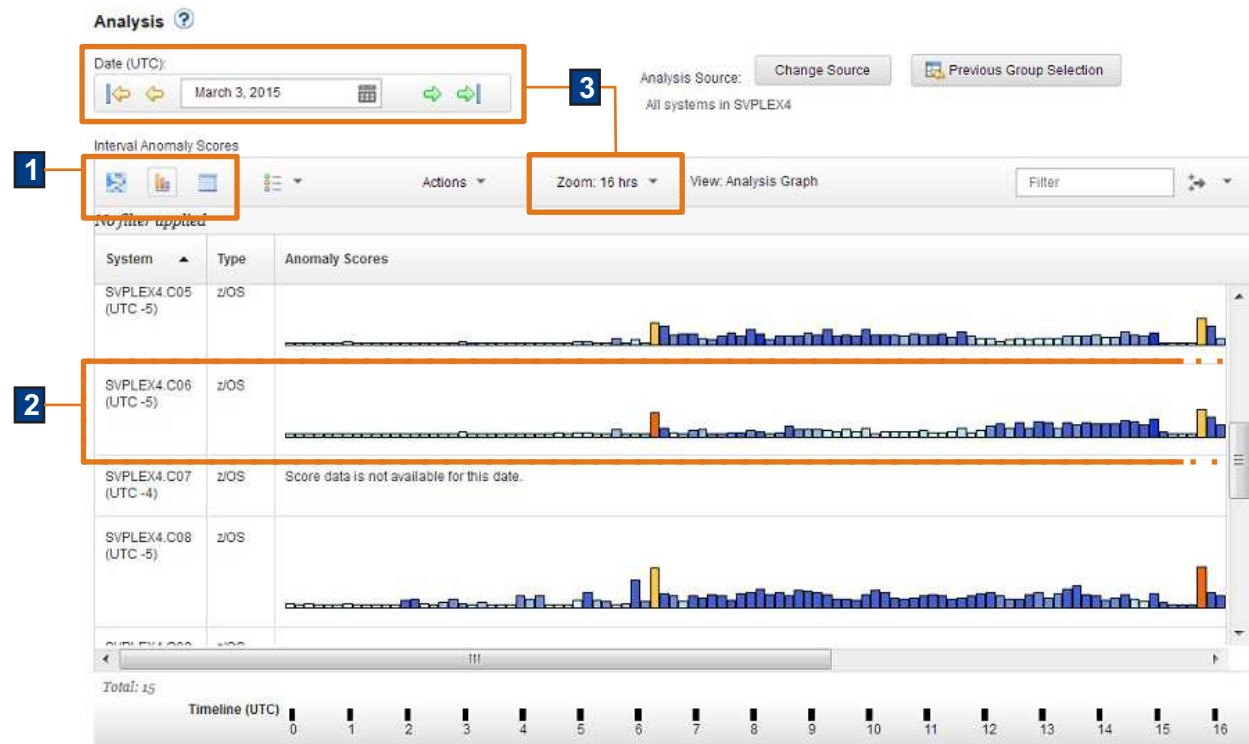 Analysis ?
Date (UTC):
March 3, 2015
3
Analysis Source:
Change Source
Previous Group Selection
All systems in SVPLEX4
Interval Anomaly Scores
1
Actions
Zoom: 16 hrs
View: Analysis Graph
Filter
No filter applied
System
Type
Anomaly Scores
SVPLEX4.C05
(UTC -5)
z/OS
2
SVPLEX4.C06
(UTC -5)
z/OS
SVPLEX4.C07
(UTC -4)
z/OS
Score data is not available for this date.
SVPLEX4.C08
(UTC -5)
z/OS
Total: 15
Timeline (UTC)
0 1 2 3 4 5 6 7 8 9 10 11 12 13 14 15 16